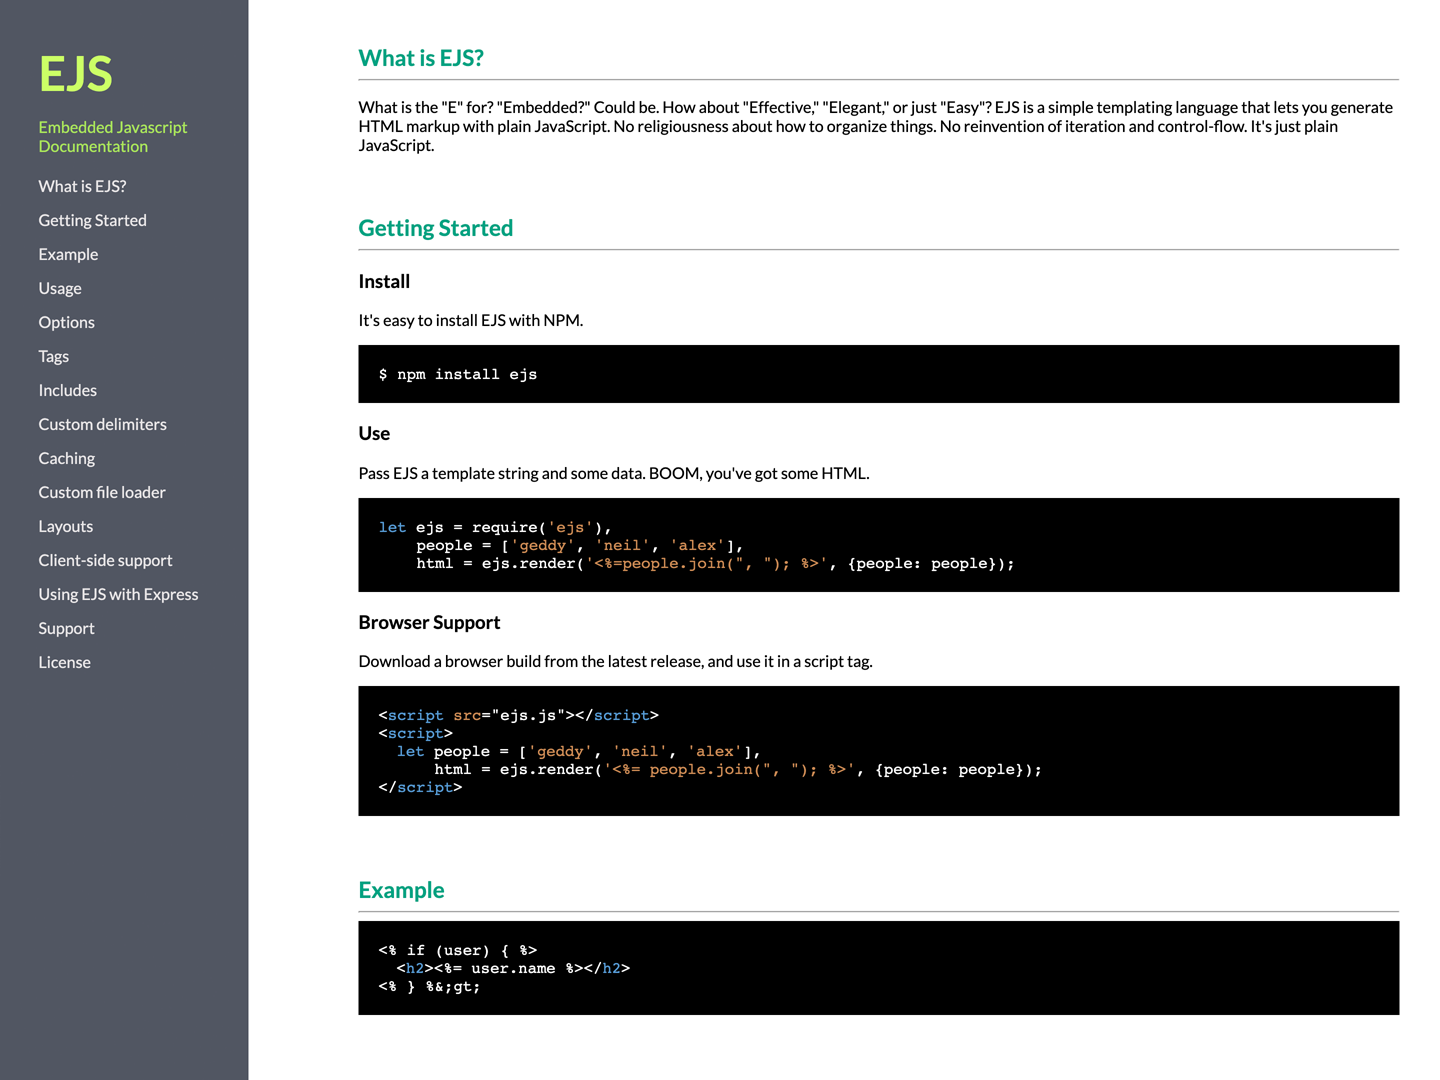 EJS
Embedded Javascript
Documentation
What is EJS?
Getting Started
Example
Usage
Options
Tags
Includes
Custom delimiters
Caching
Custom file loader
Layouts
Client-side support
Using EJS with Express
Support
License
What is EJS?
What is the "E" for? "Embedded?" Could be. How about "Effective," "Elegant," or just "Easy"? EJS is a simple templating language that lets you generate
HTML markup with plain JavaScript. No religiousness about how to organize things. No reinvention of iteration and control-flow. It's just plain
JavaScript.
Getting Started
Install
It's easy to install EJS with NPM.
$ npm install ejs
Use
Pass EJS a template string and some data. BOOM, you've got some HTML.
let ejs = require('ejs'),
    people = ['geddy', 'neil', 'alex'],
    html = ejs.render('<%=people.join(", "); %>', {people: people});
Browser Support
Download a browser build from the latest release, and use it in a script tag.
<script src="ejs.js"></script>
<script>
  let people = ['geddy', 'neil', 'alex'],
      html = ejs.render('<%= people.join(", "); %>', {people: people});
</script>
Example
<% if (user) { %>
  <h2><%= user.name %></h2>
<% } %&;gt;